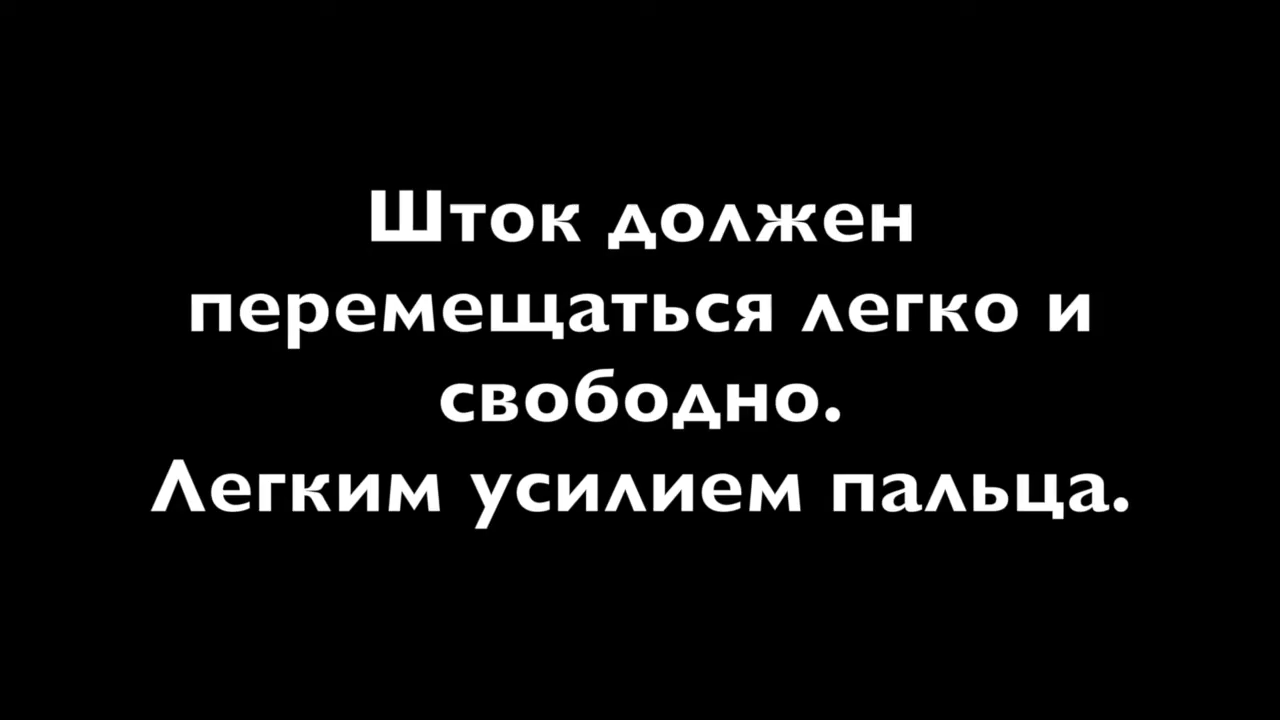 Шток должен
перемещаться легко и
свободно.
Легким усилием пальца.